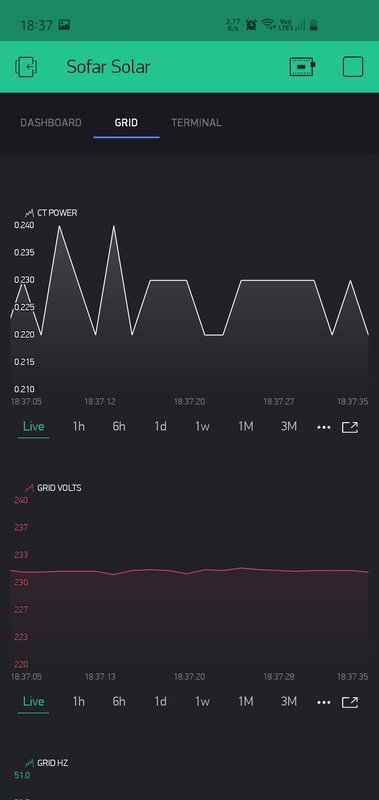 18:37 2.77 K/s Vo) LTE1
Sofar Solar
DASHBOARD GRID TERMINAL
CT POWER
0.240
0.235
0.230
0.225
0.220
0.215
0.210
18:37:05 18:37:12 18:37:20 18:37:27 18:37:35
Live 1h 6h 1d 1w 1M 3M
GRID VOLTS
240
237
233
230
227
223
220
18:37:05 18:37:13 18:37:20 18:37:28 18:37:35
Live 1h 6h 1d 1w 1M 3M
GRID HZ
51.0